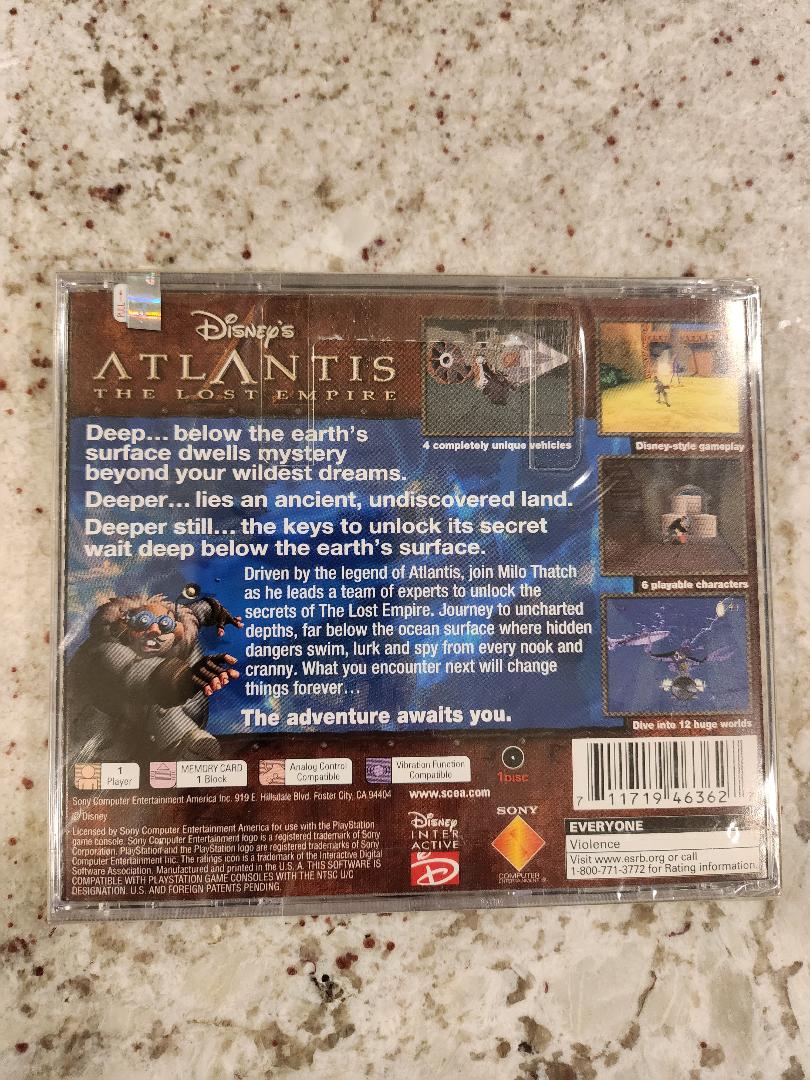 PULL
Disney's
ATLANTIS
THE LOST EMPIRE
Deep... below the earth's
surface dwells mystery
beyond your wildest dreams.
Deeper... lies an ancient, undiscovered land.
Deeper still... the keys to unlock its secret
wait deep below the earth's surface.
4 completely unique vehicles
Disney-style gameplay
6 playable characters
Dive into 12 huge worlds
Driven by the legend of Atlantis, join Milo Thatch
as he leads a team of experts to unlock the
secrets of The Lost Empire. Journey to uncharted
depths, far below the ocean surface where hidden
dangers swim, lurk and spy from every nook and
cranny. What you encounter next will change
things forever...
The adventure awaits you.
1
Player
MEMORY CARD
1 Block
Analog Control
Compatible
Vibration Function
Compatible
1 DISC
Sony Computer Entertainment America Inc. 919 E. Hillsdale Blvd. Foster City, CA 94404
www.scea.com
© Disney
Licensed by Sony Computer Entertainment America for use with the PlayStation
game console. Sony Computer Entertainment logo is a registered trademark of Sony
Corporation. PlayStation and the PlayStation logo are registered trademarks of Sony
Computer Entertainment Inc. The ratings icon is a trademark of the Interactive Digital
Software Association. Manufactured and printed in the U.S.A. THIS SOFTWARE IS
COMPATIBLE WITH PLAYSTATION GAME CONSOLES WITH THE NTSC U/C
DESIGNATION. U.S. AND FOREIGN PATENTS PENDING.
Disney
INTER
ACTIVE
SONY
COMPUTER
ENTERTAINMENT
7 11719 46362 7
EVERYONE
Violence
Visit www.esrb.org or call
1-800-771-3772 for Rating information.